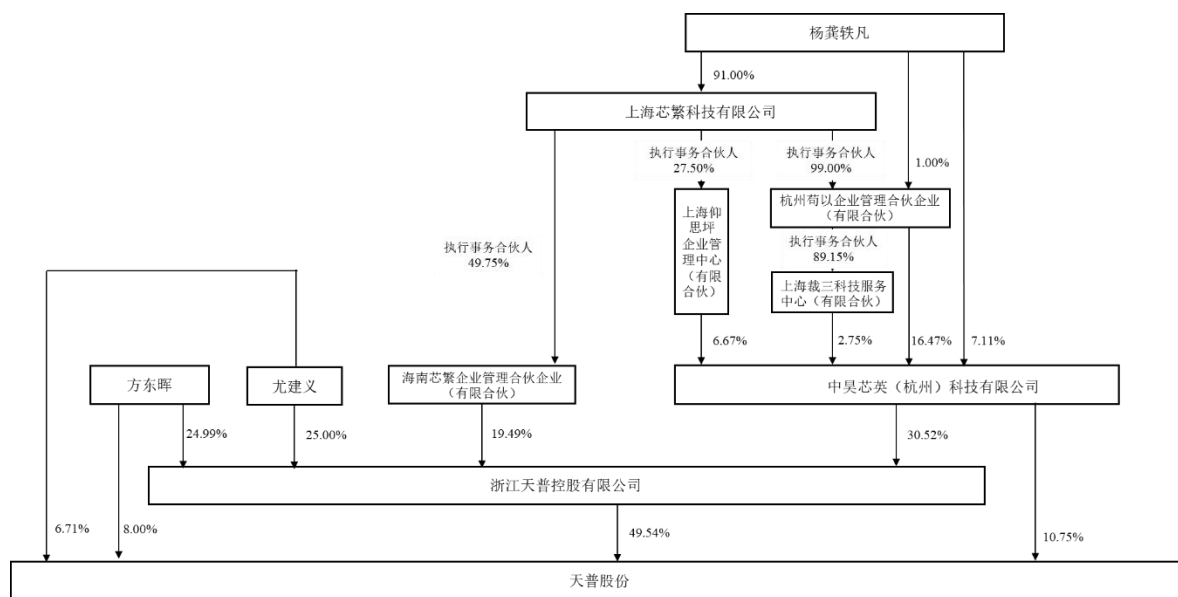 杨龚轶凡
91.00%
上海芯繁科技有限公司
执行事务合伙人
27.50%
执行事务合伙人
99.00%
1.00%
上海仰
思坪
企业管
理中心
（有限
合伙）
杭州苟以企业管理合伙企业
（有限合伙）
执行事务合伙人
49.75%
执行事务合伙人
89.15%
上海裁三科技服务
中心（有限合伙）
6.67%
2.75%
16.47%
7.11%
方东晖
尤建义
海南芯繁企业管理合伙企业
（有限合伙）
中昊芯英（杭州）科技有限公司
24.99%
25.00%
19.49%
30.52%
浙江天普控股有限公司
6.71%
8.00%
49.54%
10.75%
天普股份